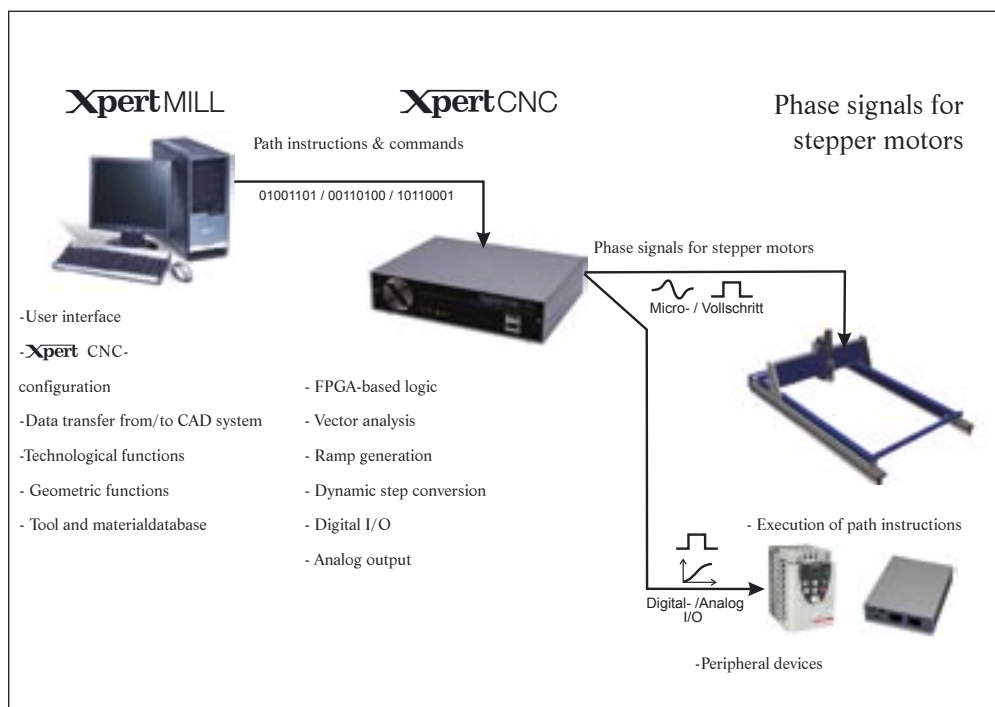 XpertMILL
XpertCNC
Phase signals for
stepper motors
Path instructions & commands
01001101 / 00110100 / 10110001
Phase signals for stepper motors
Micro- / Vollschritt
-User interface
-Xpert CNC-
configuration
-Data transfer from/to CAD system
-Technological functions
- Geometric functions
- Tool and materialdatabase
- FPGA-based logic
- Vector analysis
- Ramp generation
- Dynamic step conversion
- Digital I/O
- Analog output
- Execution of path instructions
Digital- /Analog
I/O
-Peripheral devices